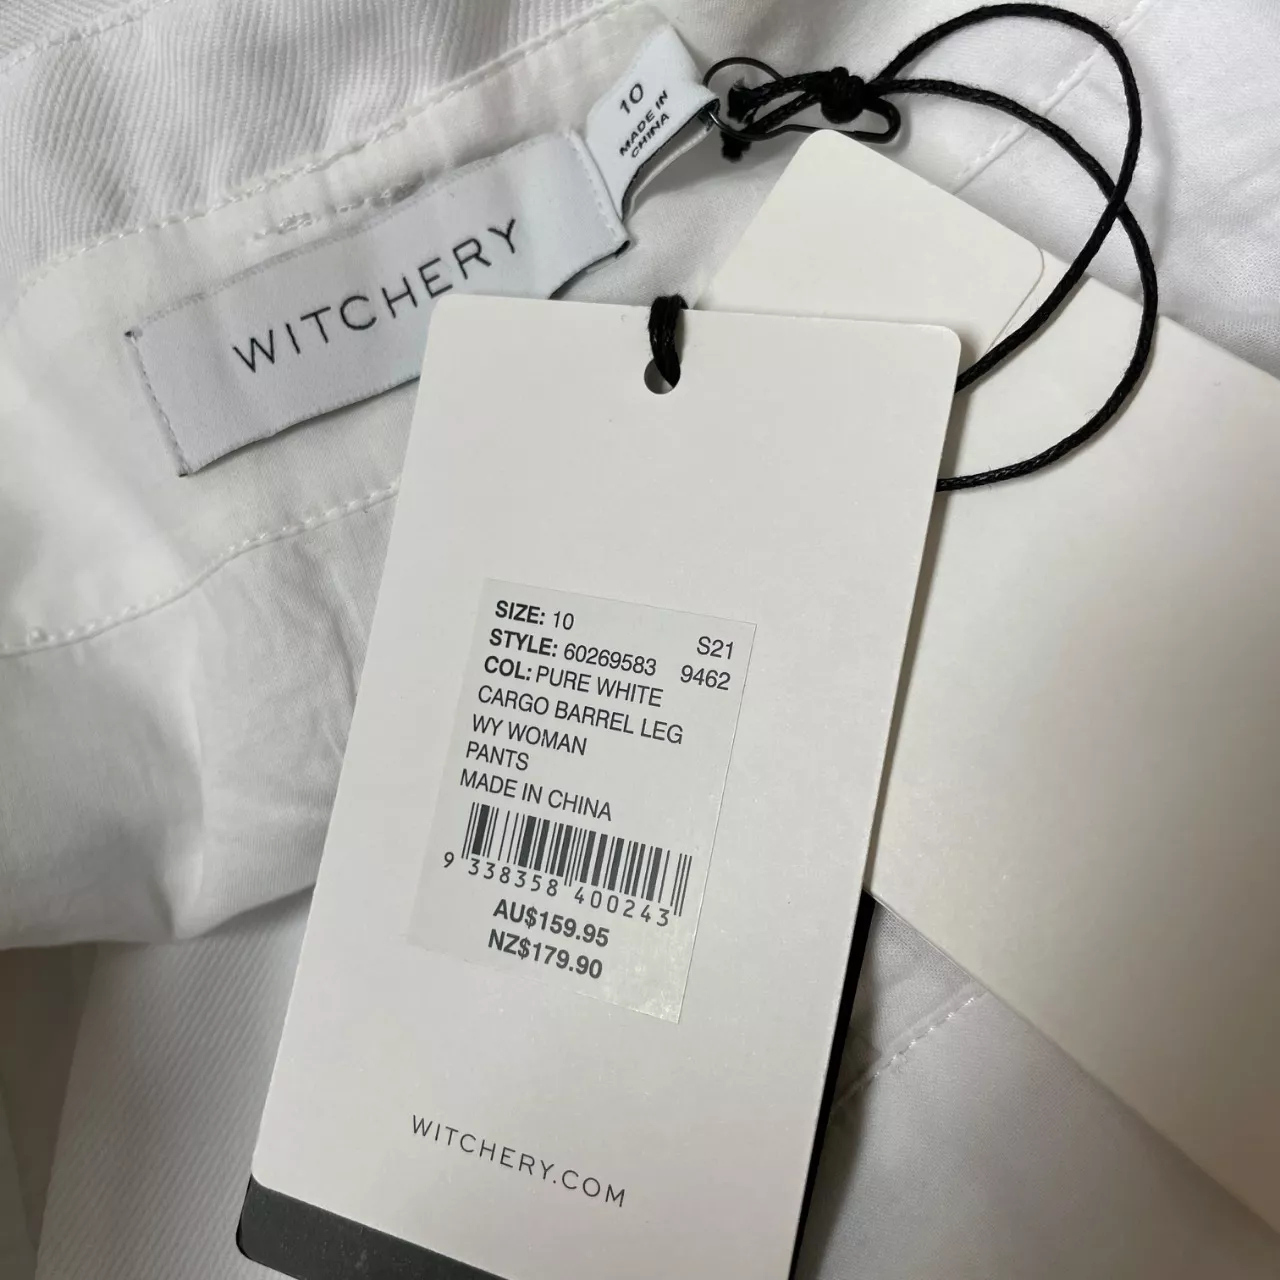 10
MADE IN
CHINA
WITCHERY
SIZE: 10 S21
STYLE: 60269583 9462
COL: PURE WHITE
CARGO BARREL LEG
WY WOMAN
PANTS
MADE IN CHINA
9 338358 400243
AU$159.95
NZ$179.90
WITCHERY.COM